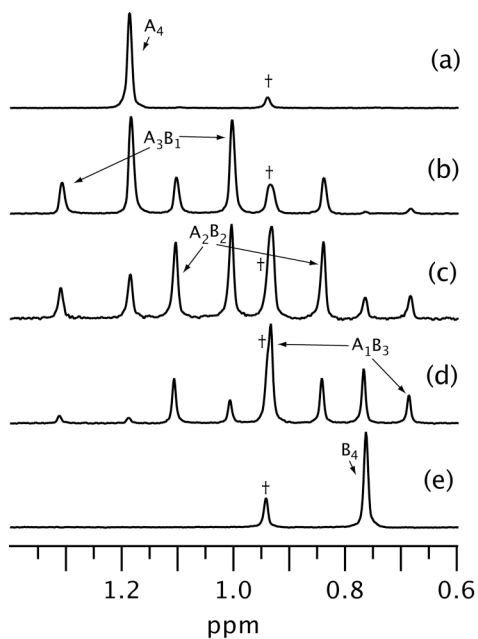 A4
†
(a)
A3B1
†
(b)
A2B2
†
(c)
†
A1B3
(d)
B4
†
(e)
1.2 1.0 0.8 0.6
ppm